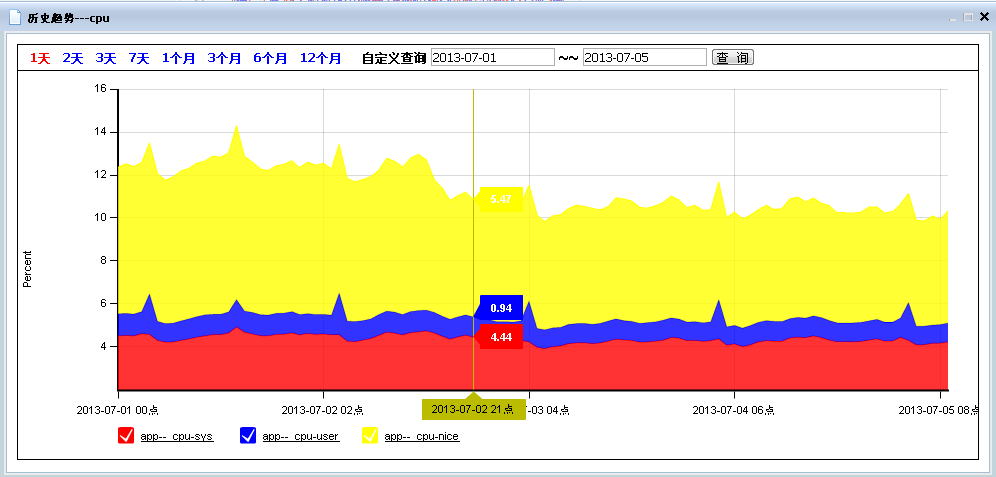 历史趋势---cpu
1天 2天 3天 7天 1个月 3个月 6个月 12个月 自定义查询 2013-07-01 ~~ 2013-07-05 查 询
16
14
12
10
8
6
4
Percent
5.47
0.94
4.44
2013-07-01 00点 2013-07-02 02点 2013-07-02 21点 -03 04点 2013-07-04 06点 2013-07-05 08点
app-- cpu-sys app-- cpu-user app-- cpu-nice